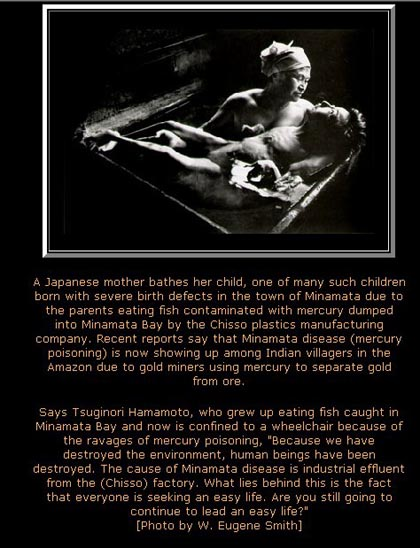 A Japanese mother bathes her child, one of many such children
born with severe birth defects in the town of Minamata due to
the parents eating fish contaminated with mercury dumped
into Minamata Bay by the Chisso plastics manufacturing
company. Recent reports say that Minamata disease (mercury
poisoning) is now showing up among Indian villagers in the
Amazon due to gold miners using mercury to separate gold
from ore.
Says Tsuginori Hamamoto, who grew up eating fish caught in
Minamata Bay and now is confined to a wheelchair because of
the ravages of mercury poisoning, "Because we have
destroyed the environment, human beings have been
destroyed. The cause of Minamata disease is industrial effluent
from the (Chisso) factory. What lies behind this is the fact
that everyone is seeking an easy life. Are you still going to
continue to lead an easy life?"
[Photo by W. Eugene Smith]